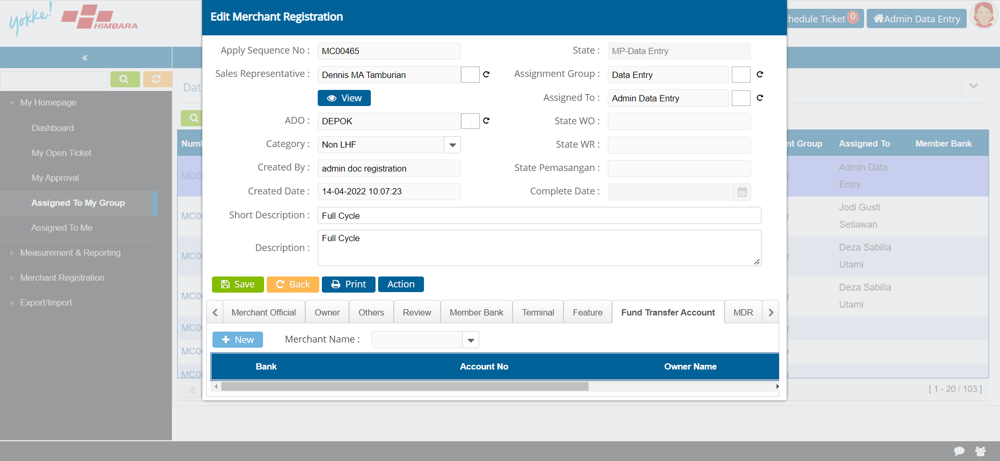 yokke!
HIMBARA
Edit Merchant Registration
hedule Ticket 0
Admin Data Entry
Apply Sequence No : MC00465
State : MP-Data Entry
Sales Representative : Dennis MA Tamburian
Assignment Group : Data Entry
View
Assigned To : Admin Data Entry
ADO : DEPOK
State WO :
Category : Non LHF
State WR :
Created By : admin doc registration
State Pemasangan :
Created Date : 14-04-2022 10:07:23
Complete Date :
Short Description : Full Cycle
Description : Full Cycle
Save Back Print Action
Merchant Official Owner Others Review Member Bank Terminal Feature Fund Transfer Account MDR
New Merchant Name :
Bank Account No Owner Name
My Homepage
Dashboard
My Open Ticket
My Approval
Assigned To My Group
Assigned To Me
Measurement & Reporting
Merchant Registration
Export/Import
Dat
Num
MC0
MC0
MC0
MC0
MC0
MC0
MC0
nt Group Assigned To Member Bank
Admin Data
Entry
Jodi Gusti
Setiawan
Deza Sabilla
Utami
Deza Sabilla
Utami
[ 1 - 20 / 103 ]